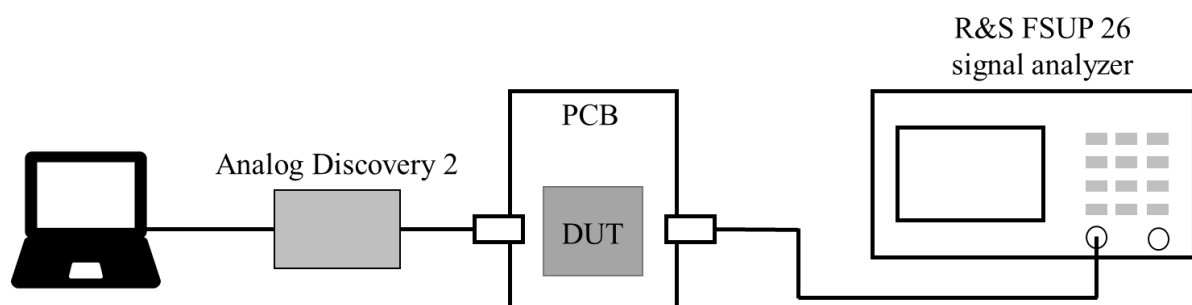 R&S FSUP 26
signal analyzer
PCB
Analog Discovery 2
DUT